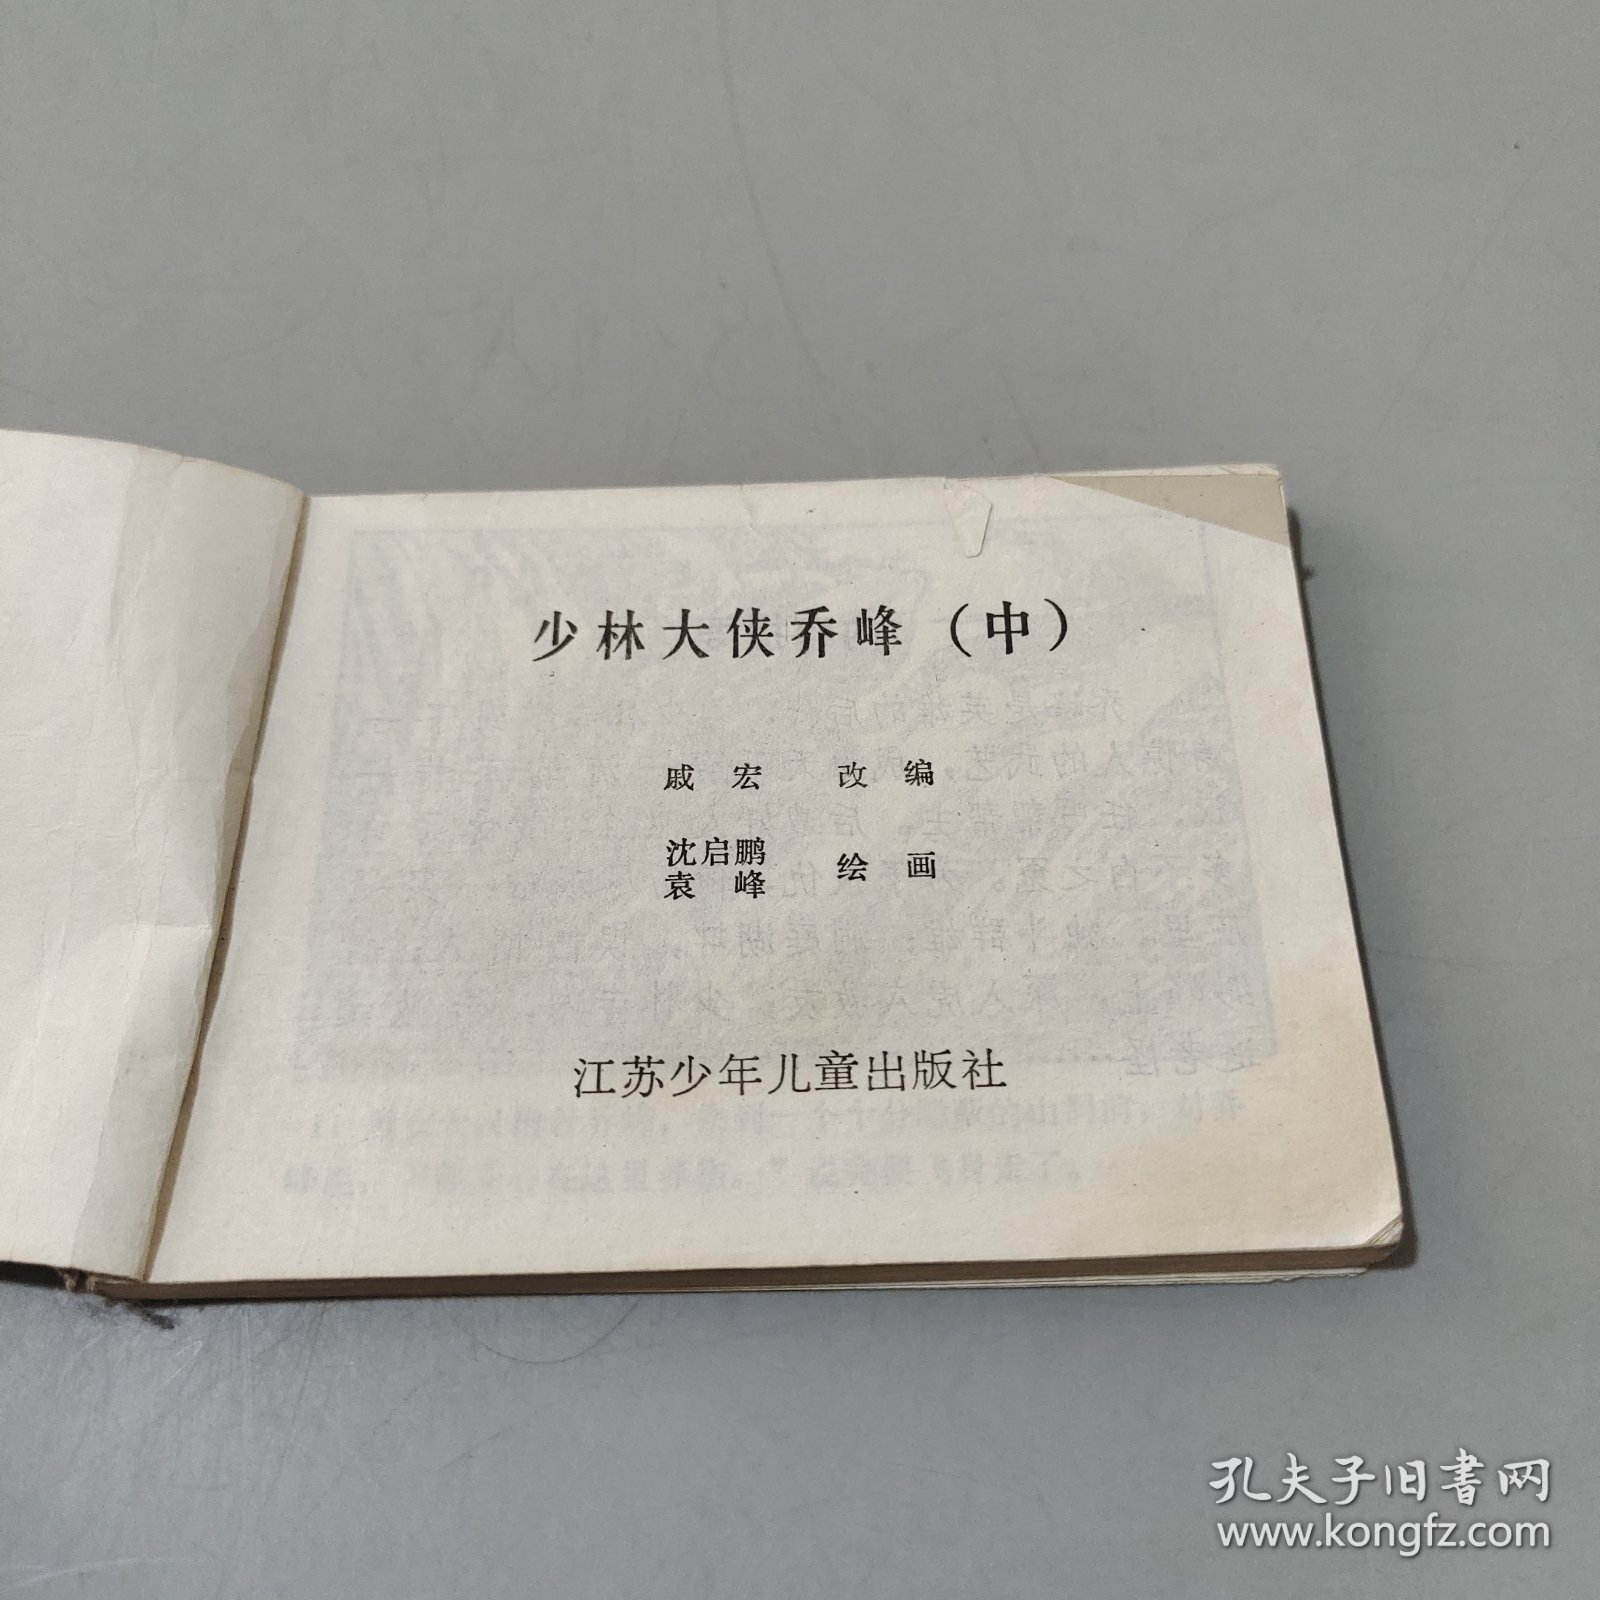 少林大侠乔峰（中）
戚宏 改编
沈启鹏
袁峰 绘画
江苏少年儿童出版社
孔夫子旧书网
www.kongfz.com